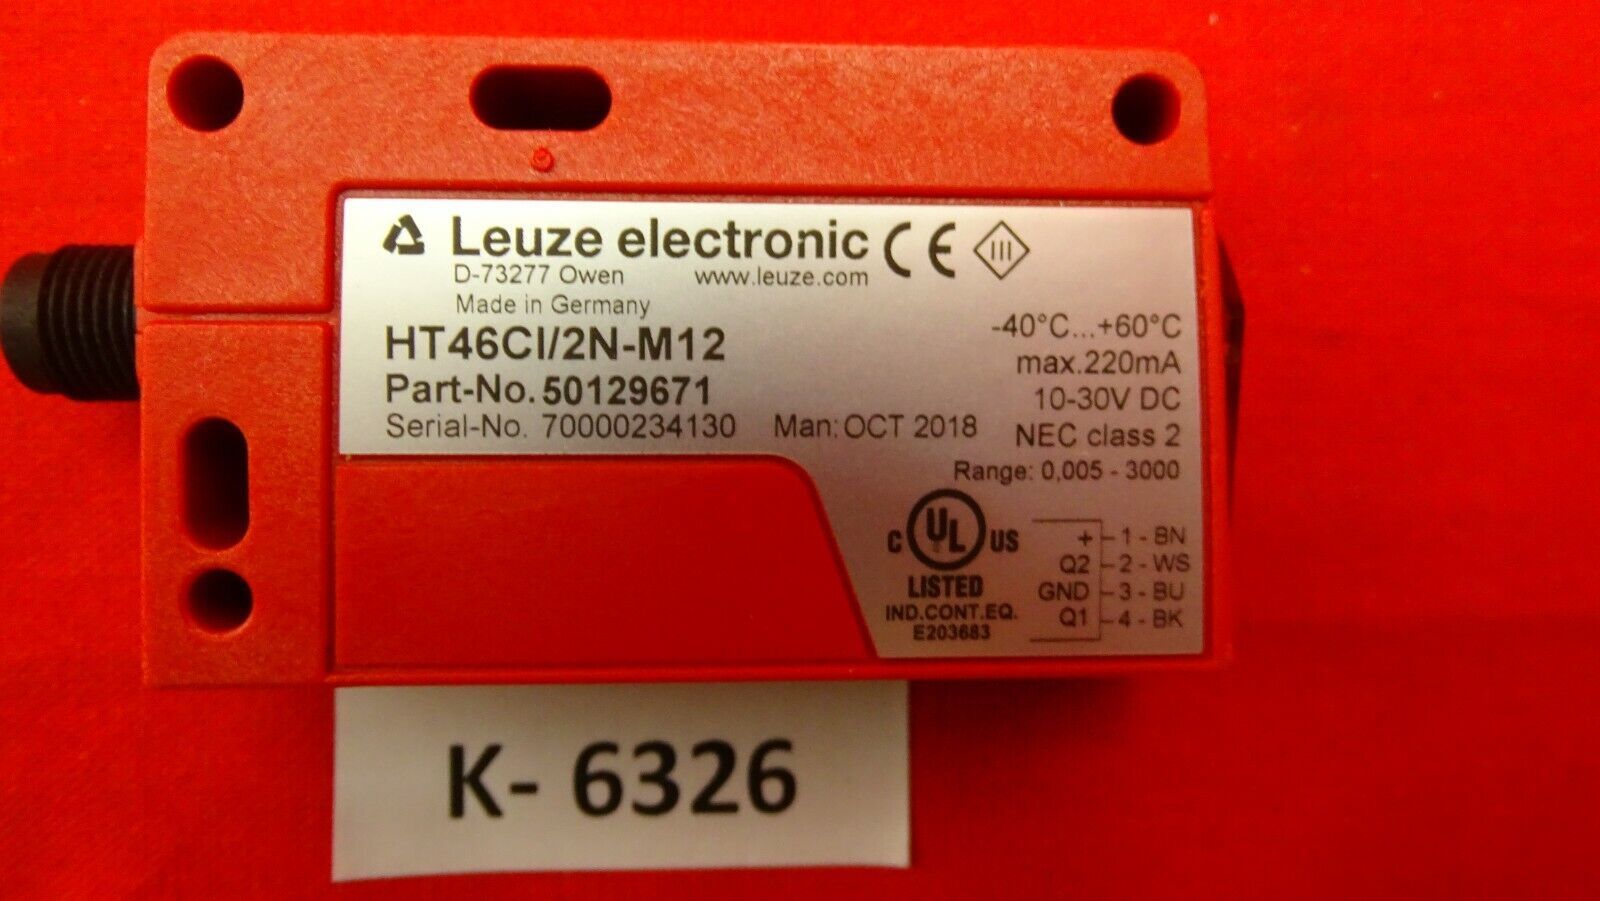 Leuze electronic CE III
D-73277 Owen www.leuze.com
Made in Germany
HT46CI/2N-M12
Part-No. 50129671
Serial-No. 70000234130 Man: OCT 2018
-40°C...+60°C
max.220mA
10-30V DC
NEC class 2
Range: 0,005 - 3000
C UL US
LISTED
IND.CONT.EQ.
E203683
+ 1 - BN
Q2 2 - WS
GND 3 - BU
Q1 4 - BK
K- 6326